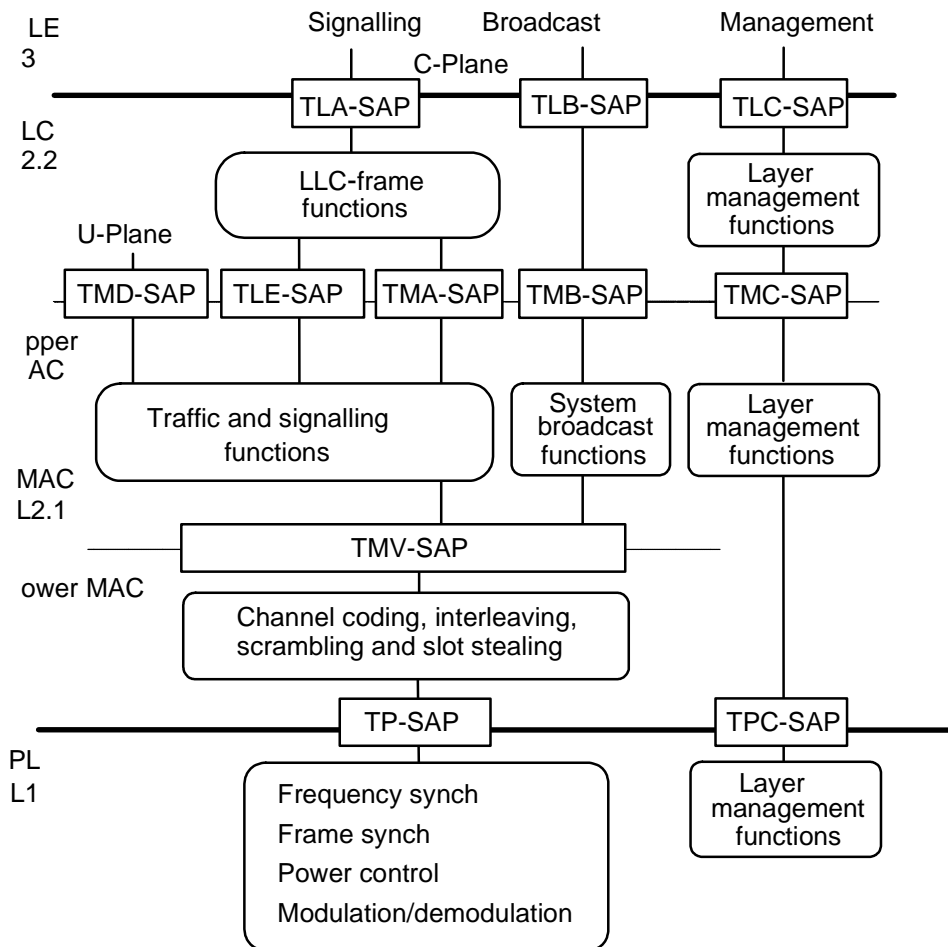 LE
3
Signalling
Broadcast
Management
C-Plane
TLA-SAP
TLB-SAP
TLC-SAP
LC
2.2
LLC-frame
functions
Layer
management
functions
U-Plane
TMD-SAP
TLE-SAP
TMA-SAP
TMB-SAP
TMC-SAP
pper
AC
Traffic and signalling
functions
System
broadcast
functions
Layer
management
functions
MAC
L2.1
TMV-SAP
ower MAC
Channel coding, interleaving,
scrambling and slot stealing
TP-SAP
TPC-SAP
PL
L1
Frequency synch
Frame synch
Power control
Modulation/demodulation
Layer
management
functions